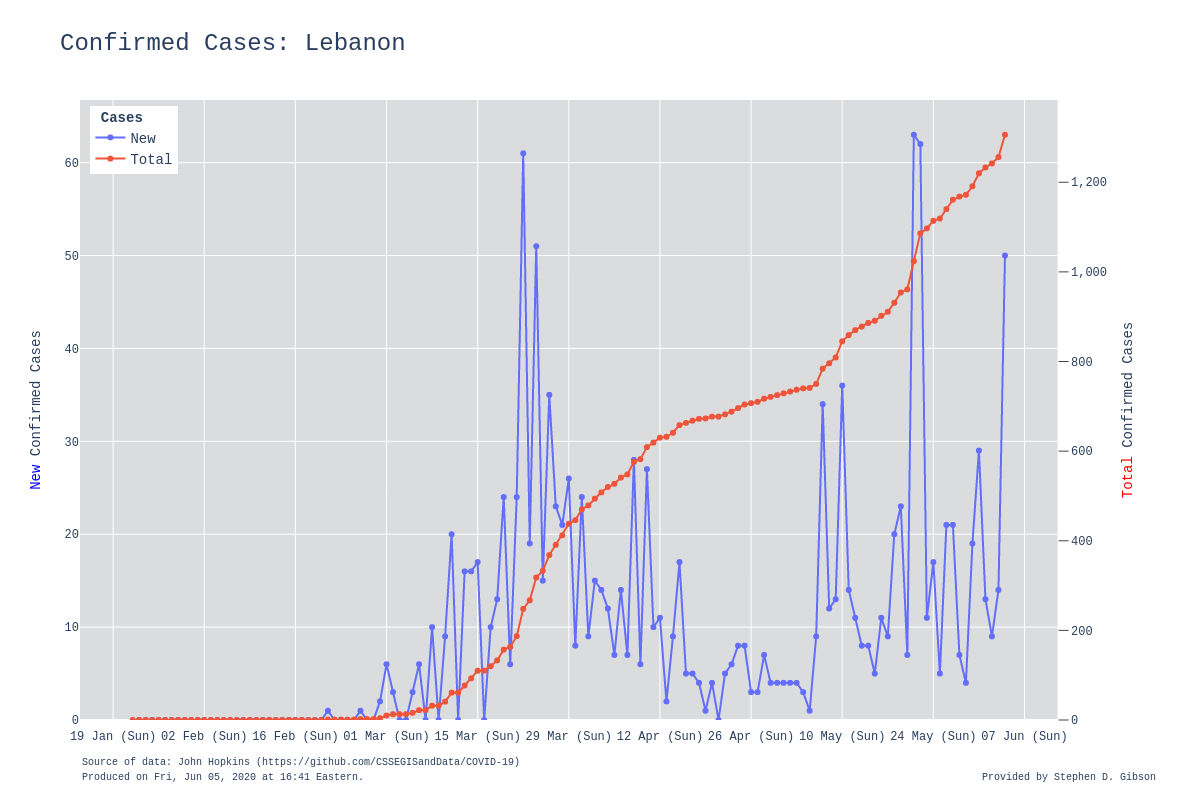 Confirmed Cases: Lebanon
Cases
New
Total
60
50
40
30
20
10
0
New Confirmed Cases
1,200
1,000
800
600
400
200
0
Total Confirmed Cases
19 Jan (Sun) 02 Feb (Sun) 16 Feb (Sun) 01 Mar (Sun) 15 Mar (Sun) 29 Mar (Sun) 12 Apr (Sun) 26 Apr (Sun) 10 May (Sun) 24 May (Sun) 07 Jun (Sun)
Source of data: John Hopkins (https://github.com/CSSEGISandData/COVID-19)
Produced on Fri, Jun 05, 2020 at 16:41 Eastern.
Provided by Stephen D. Gibson